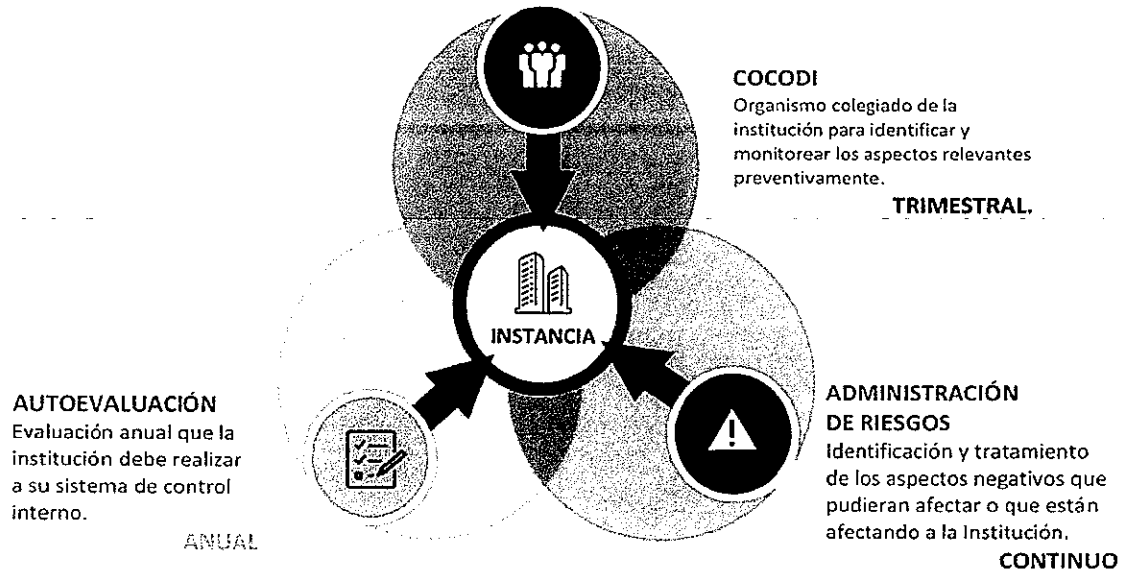 COCODI
Organismo colegiado de la
institución para identificar y
monitorear los aspectos relevantes
preventivamente.
TRIMESTRAL.
INSTANCIA
AUTOEVALUACIÓN
Evaluación anual que la
institución debe realizar
a su sistema de control
interno.
ANUAL
ADMINISTRACIÓN
DE RIESGOS
Identificación y tratamiento
de los aspectos negativos que
pudieran afectar o que están
afectando a la Institución.
CONTINUO